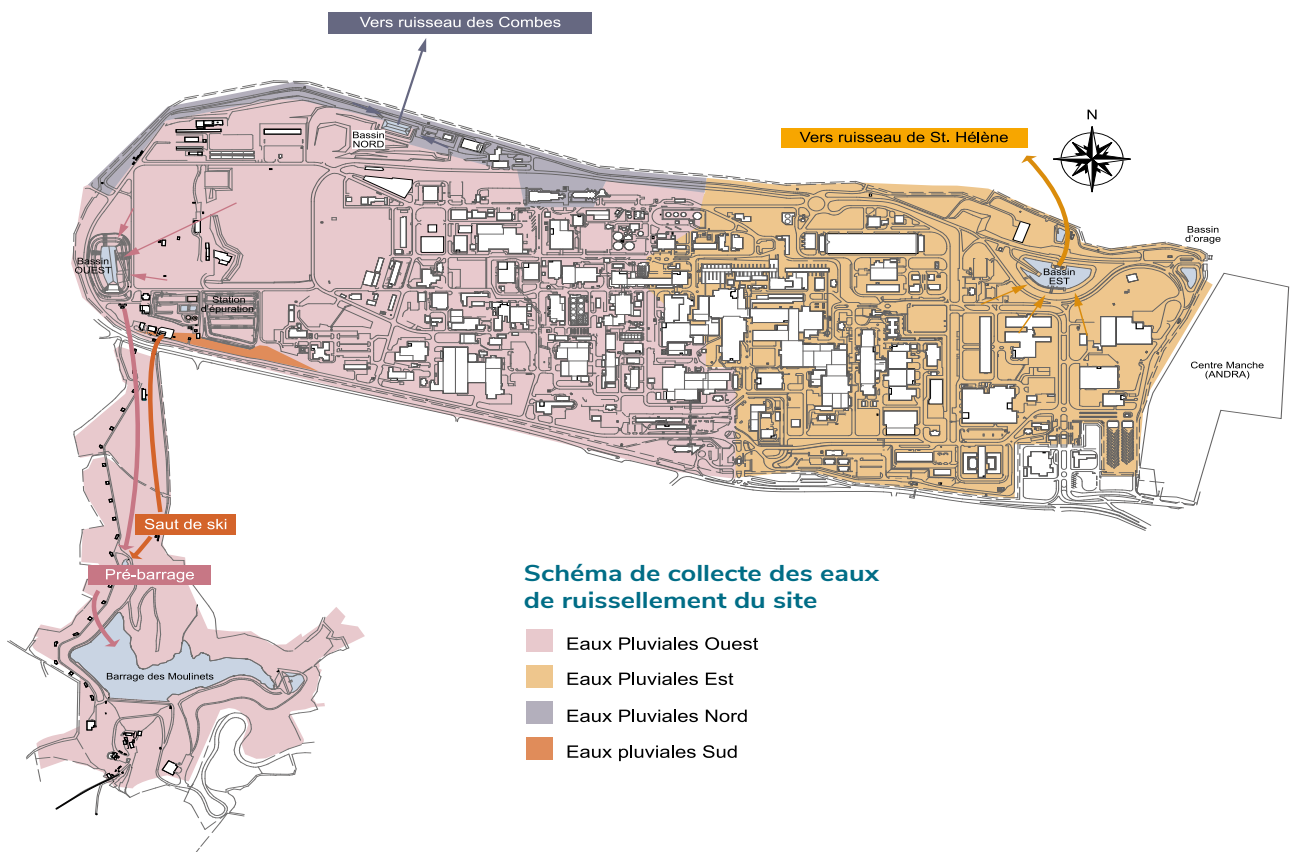 Vers ruisseau des Combes
N
Vers ruisseau de St. Hélène
Bassin
NORD
Bassin
d'orage
Bassin
OUEST
Bassin
EST
Station
d'épuration
Centre Manche
(ANDRA)
Saut de ski
Pré-barrage
Barrage des Moulinets
Schéma de collecte des eaux
de ruissellement du site
Eaux Pluviales Ouest
Eaux Pluviales Est
Eaux Pluviales Nord
Eaux pluviales Sud